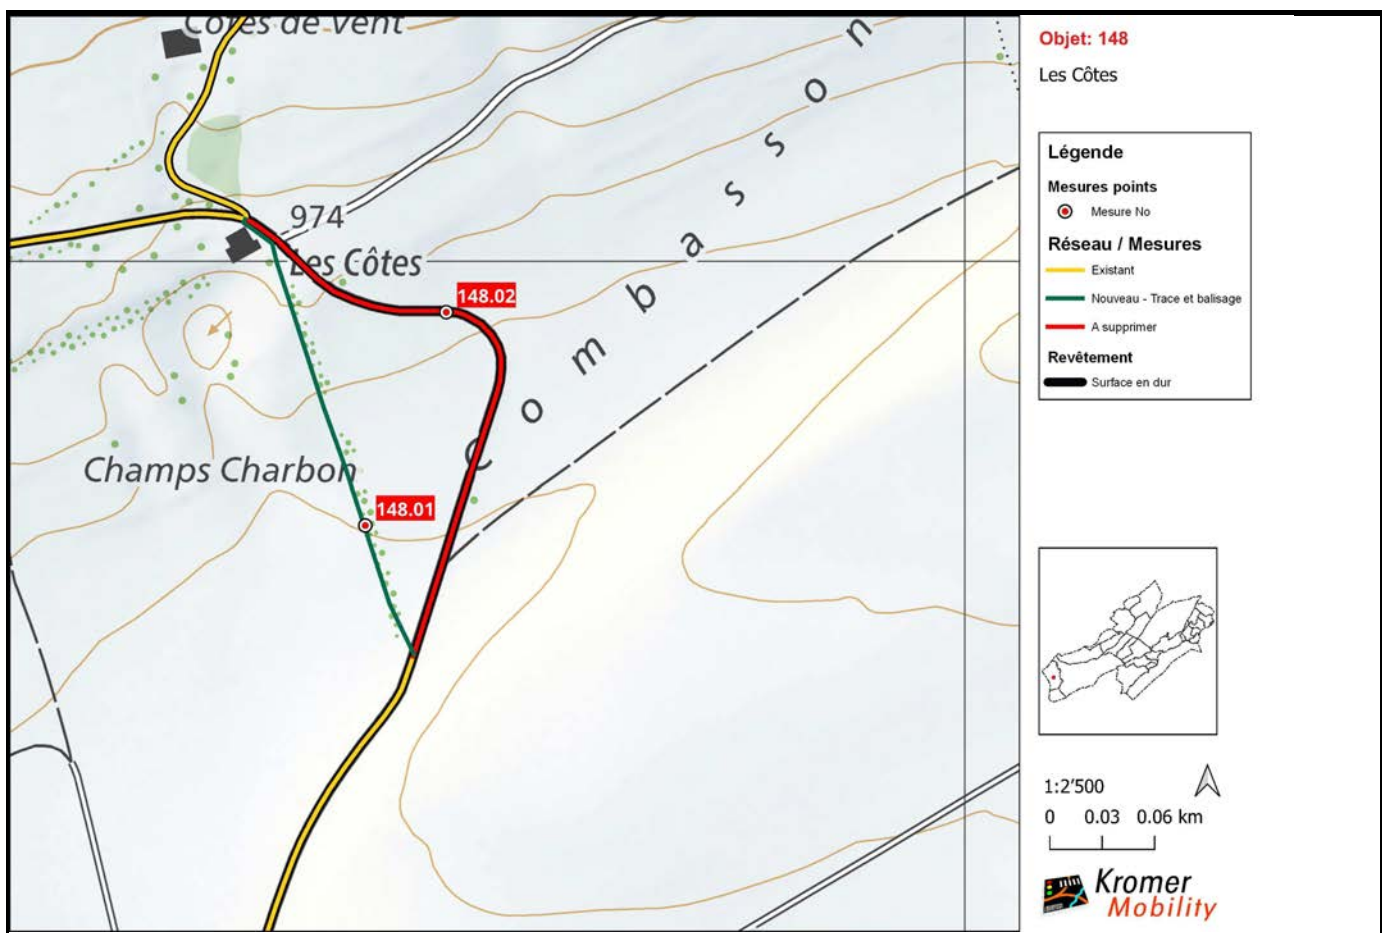 Côtes de Vent
974
Les Côtes
Combasson
148.02
Champs Charbon
148.01
Objet: 148
Les Côtes
Légende
Mesures points
Mesure No
Réseau / Mesures
Existant
Nouveau - Trace et balisage
A supprimer
Revêtement
Surface en dur
1:2'500
0 0.03 0.06 km
Kromer
Mobility